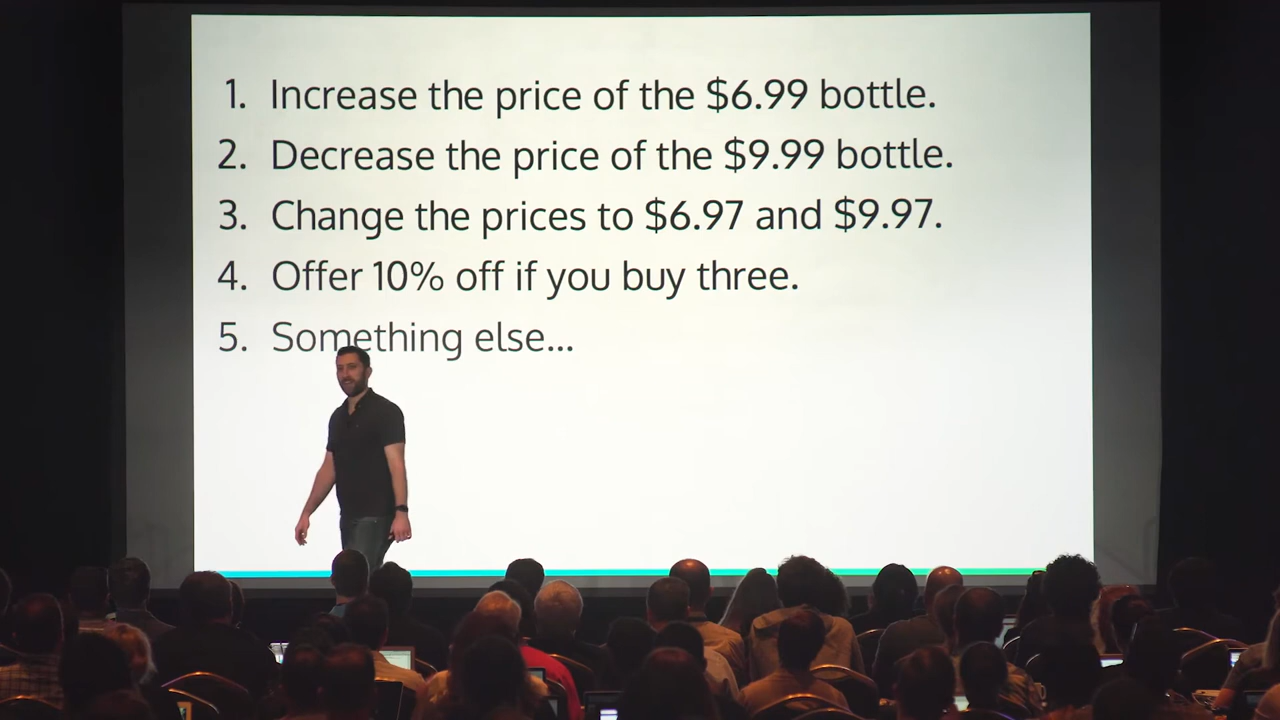 1. Increase the price of the $6.99 bottle.
2. Decrease the price of the $9.99 bottle.
3. Change the prices to $6.97 and $9.97.
4. Offer 10% off if you buy three.
5. Something else...